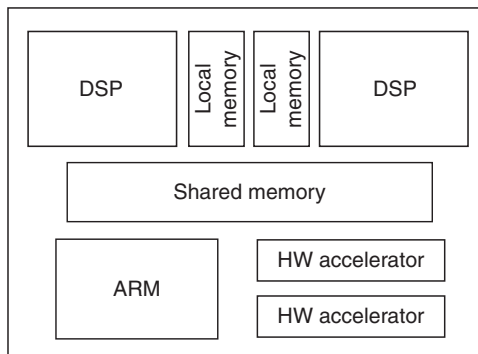 DSP
Local
memory
Local
memory
DSP
Shared memory
ARM
HW accelerator
HW accelerator